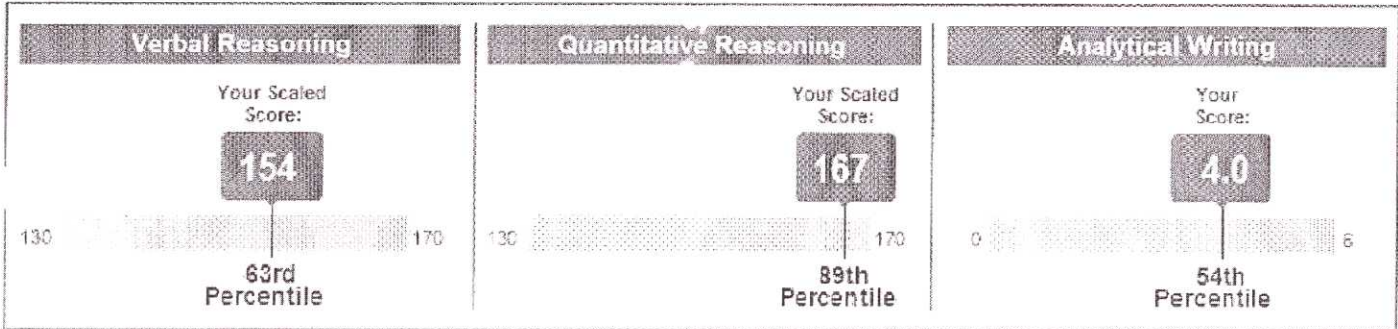 Verbal Reasoning
Your Scaled
Score:
154
130
170
63rd
Percentile
Quantitative Reasoning
Your Scaled
Score:
167
130
170
89th
Percentile
Analytical Writing
Your
Score:
4.0
0
6
54th
Percentile